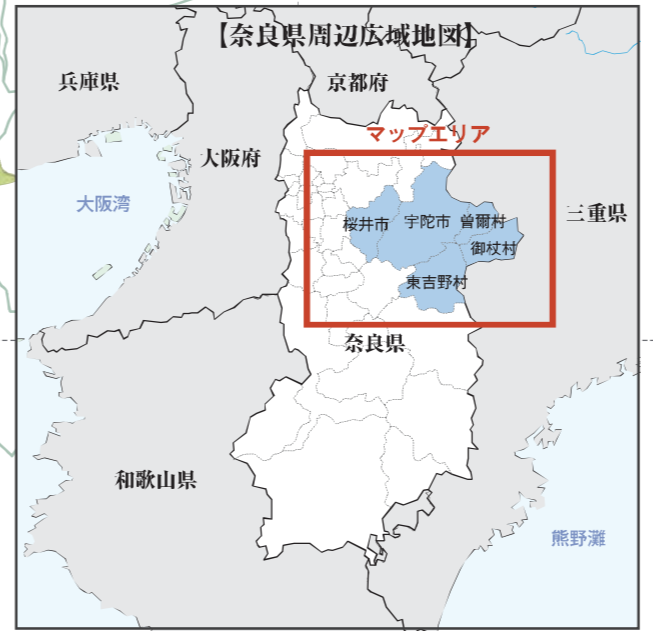 【奈良県周辺広域地図】
兵庫県
京都府
マップエリア
大阪府
大阪湾
三重県
桜井市
宇陀市
曽爾村
御杖村
東吉野村
奈良県
和歌山県
熊野灘